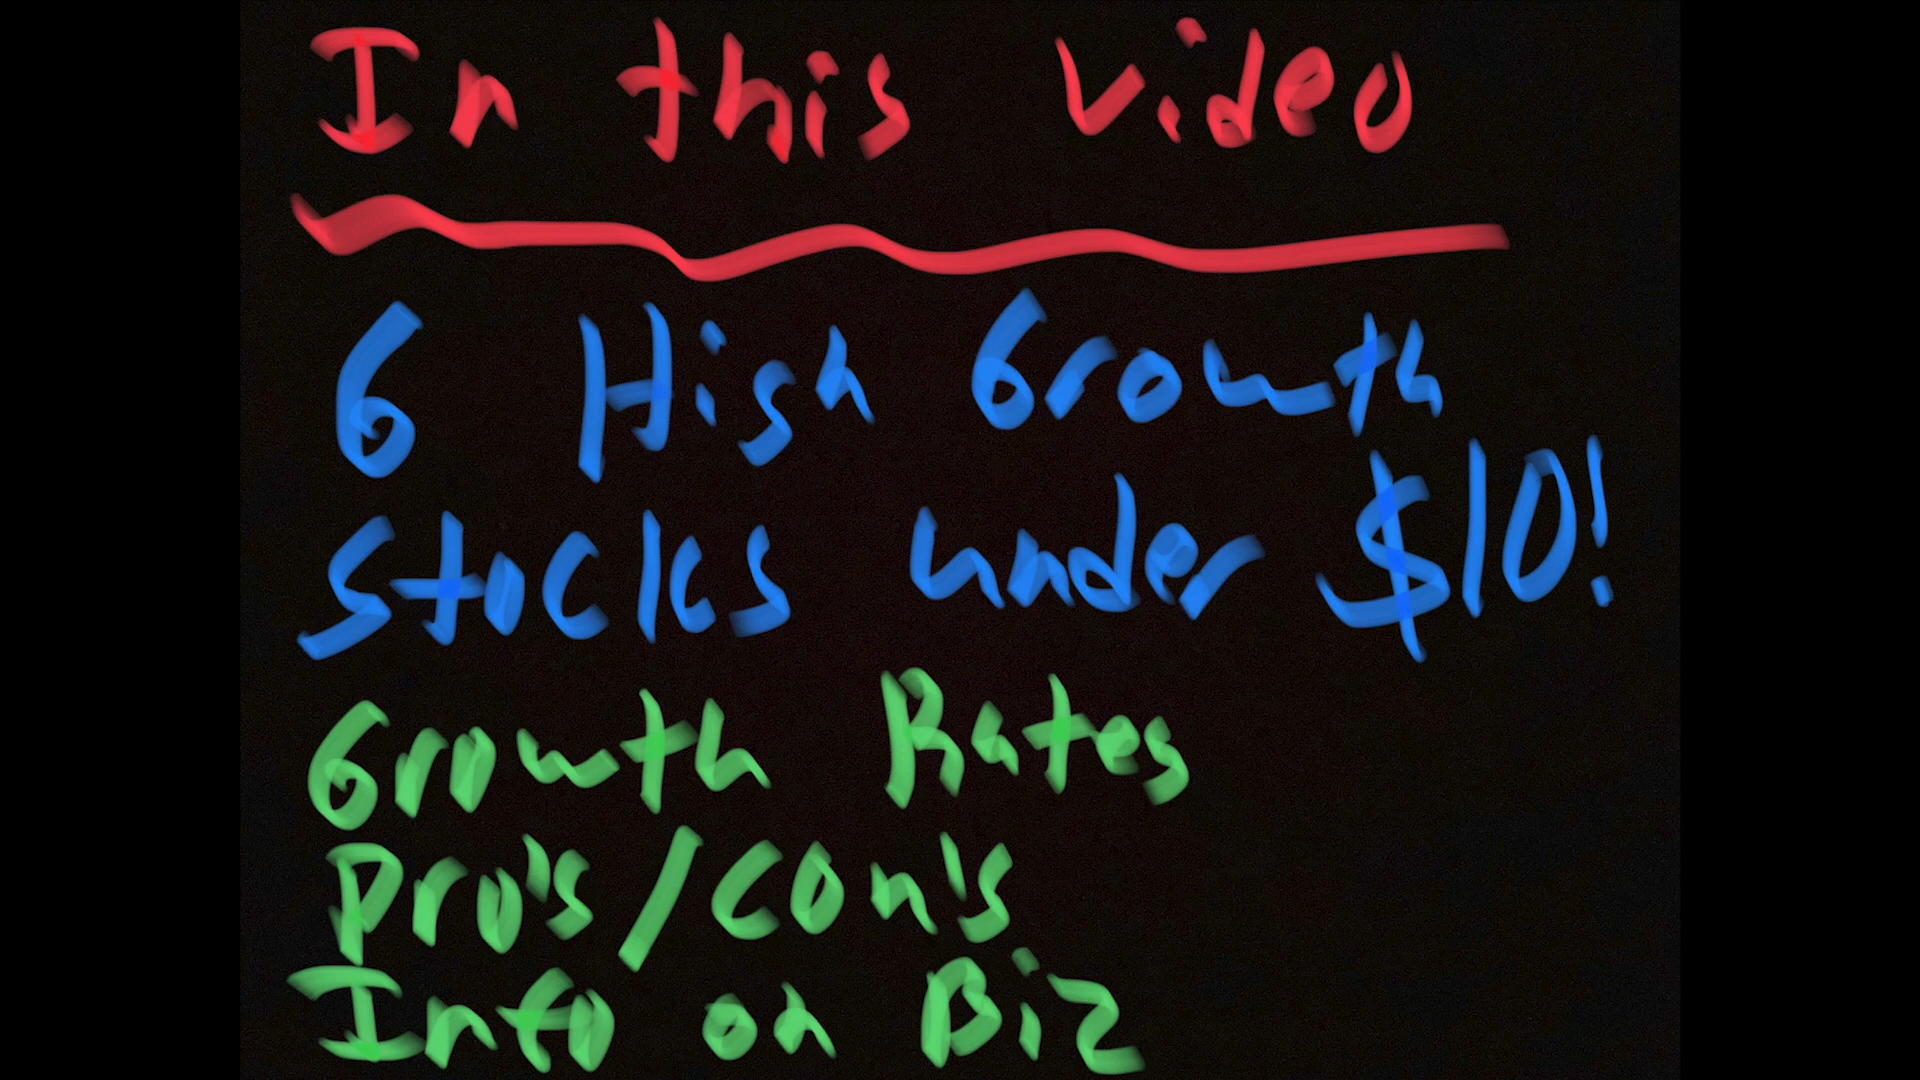 In this Video
6 High Growth
Stocks under $10!
Growth Rates
Pro's/Con's
Info on Biz